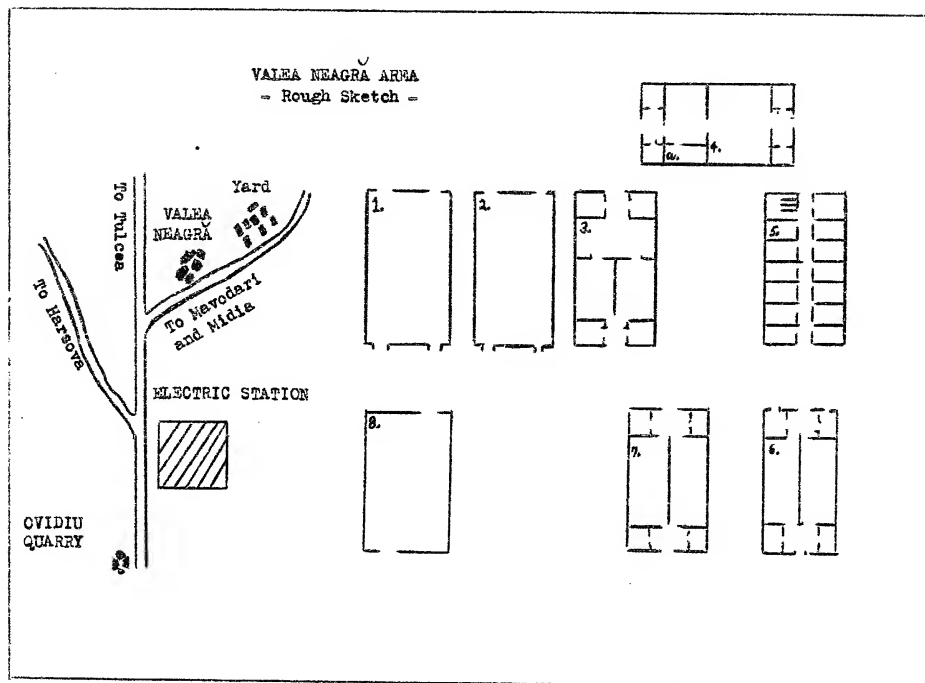 VALEA NEAGRĂ AREA
- Rough Sketch -
To Tulcea
Yard
VALEA
NEAGRĂ
To Harsova
To Mavodari
and Midia
ELECTRIC STATION
OVIDIU
QUARRY
a.
4.
1.
2.
3.
5.
8.
7.
6.